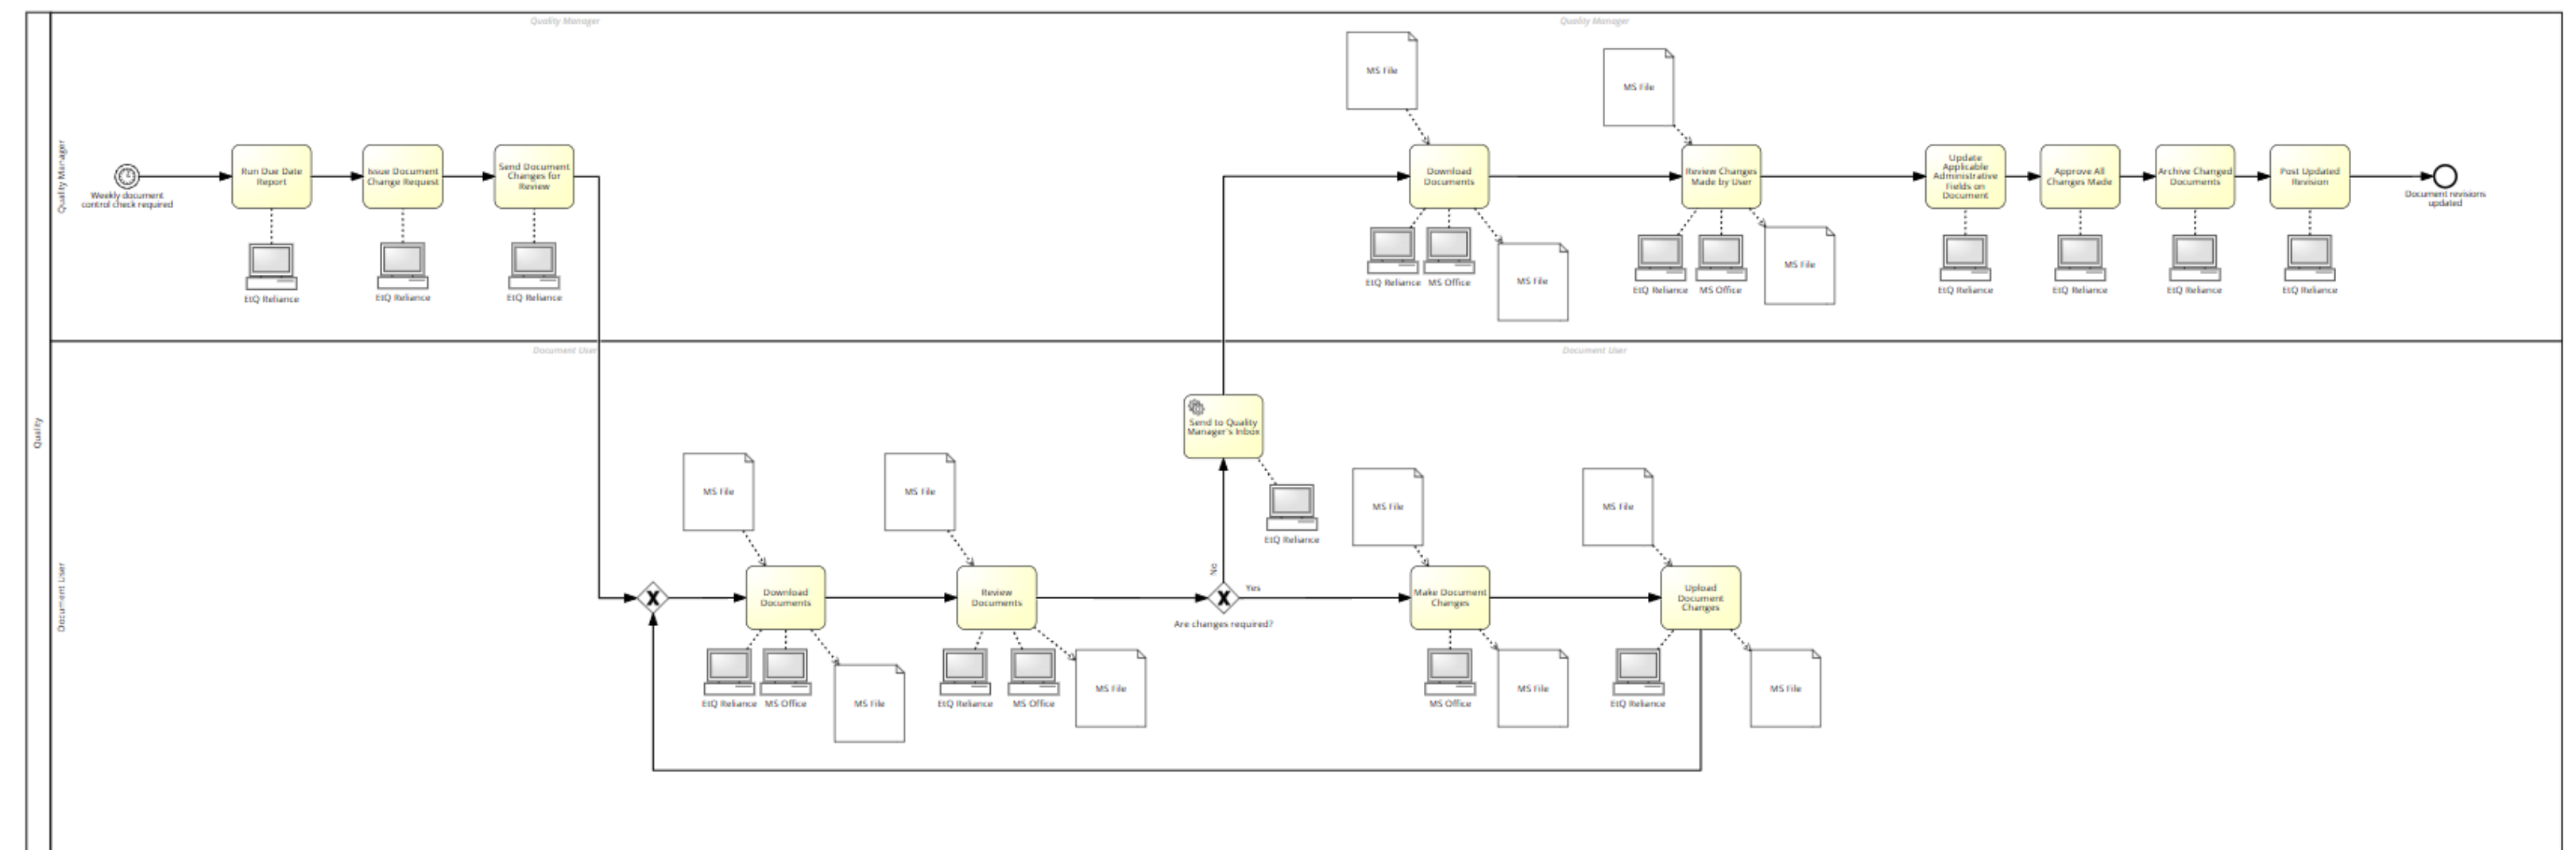 Quality Manager
Quality Manager
Quality
Quality Manager
Weekly document
control check required
Run Due Date
Report
EtQ Reliance
Issue Document
Change Request
EtQ Reliance
Send Document
Changes for
Review
EtQ Reliance
MS File
Download
Documents
EtQ Reliance
MS Office
MS File
MS File
Review Changes
Made by User
EtQ Reliance
MS Office
MS File
Update
Applicable
Administrative
Fields on
Document
EtQ Reliance
Approve All
Changes Made
EtQ Reliance
Archive Changed
Documents
EtQ Reliance
Post Updated
Revision
EtQ Reliance
Document revisions
updated
Document User
Document User
Document User
MS File
Download
Documents
EtQ Reliance
MS Office
MS File
MS File
Review
Documents
EtQ Reliance
MS Office
MS File
Send to Quality
Manager's Inbox
EtQ Reliance
No
Yes
Are changes required?
MS File
Make Document
Changes
MS Office
MS File
MS File
Upload
Document
Changes
EtQ Reliance
MS File